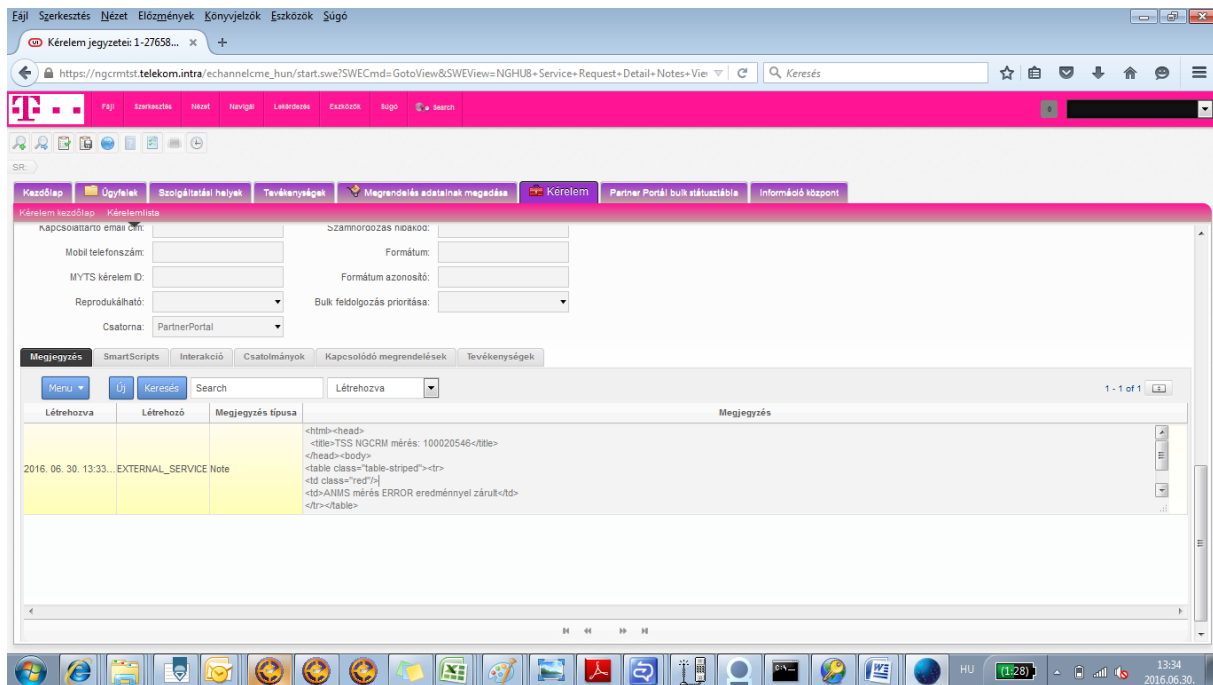 Fájl Szerkesztés Nézet Előzmények Könyvjelzők Eszközök Súgó
Kérelem jegyzetei: 1-27658... × +
https://ngcrmtst.telekom.intra/echannelcme_hun/start.swe?SWECmd=GotoView&SWEView=NGHU8+Service+Request+Detail+Notes+Vie
Keresés
T Fájl Szerkesztés Nézet Navigál Lekérdezés Eszközök Súgó Search
SR:
Kezdőlap Ügyfelek Szolgáltatási helyek Tevékenységek Megrendelés adatainak megadása Kérelem Partner Portál bulk státusztábla Információ központ
Kérelem kezdőlap Kérelemlista
Kapcsolattartó email cím: Számhordozás hibakód:
Mobil telefonszám: Formátum:
MYTS kérelem ID: Formátum azonosító:
Reprodukálható: Bulk feldolgozás prioritása:
Csatorna: PartnerPortal
Megjegyzés SmartScripts Interakció Csatolmányok Kapcsolódó megrendelések Tevékenységek
Menu Új Keresés Search Létrehozva 1 - 1 of 1
Létrehozva Létrehozó Megjegyzés típusa Megjegyzés
2016. 06. 30. 13:33... EXTERNAL_SERVICE Note
<html><head>
<title>TSS NGCRM mérés: 100020546</title>
</head><body>
<table class="table-striped"><tr>
<td class="red"/>
<td>ANMS mérés ERROR eredménnyel zárult</td>
</tr></table>
HU (1:28) 13:34
2016.06.30.